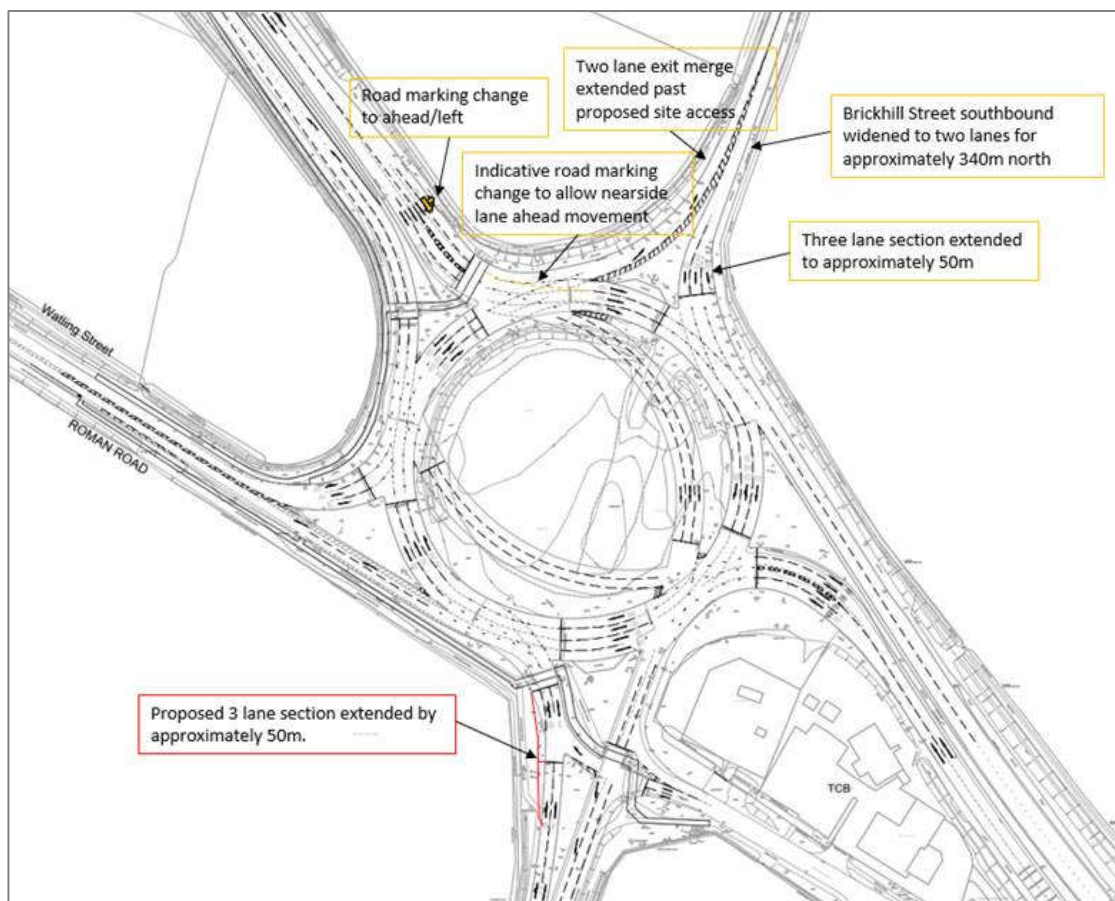 Two lane exit merge
extended past
proposed site access
Road marking change
to ahead/left
Brickhill Street southbound
widened to two lanes for
approximately 340m north
Indicative road marking
change to allow nearside
lane ahead movement
Three lane section extended
to approximately 50m
Watling Street
ROMAN ROAD
Proposed 3 lane section extended by
approximately 50m.
TCB